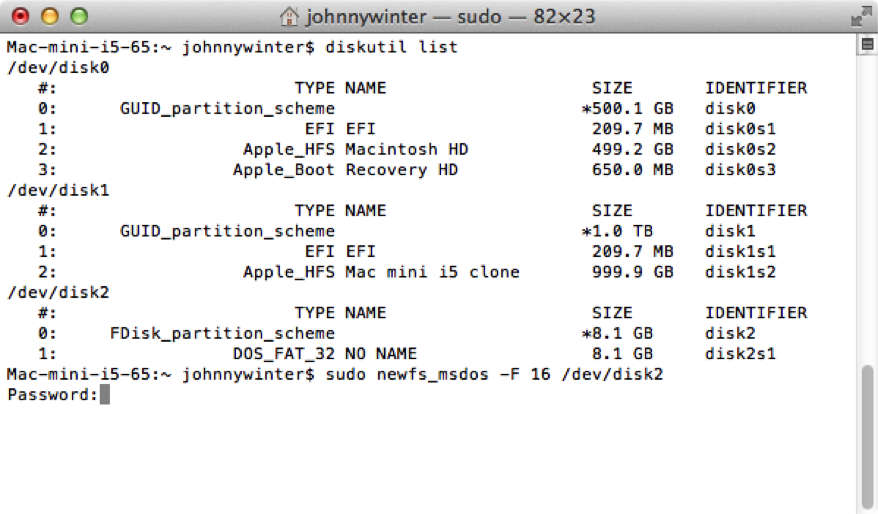 johnnywinter — sudo — 82×23
Mac-mini-i5-65:~ johnnywinter$ diskutil list
/dev/disk0
   #:                       TYPE NAME                    SIZE       IDENTIFIER
   0:      GUID_partition_scheme                        *500.1 GB   disk0
   1:                        EFI EFI                     209.7 MB   disk0s1
   2:                  Apple_HFS Macintosh HD            499.2 GB   disk0s2
   3:                 Apple_Boot Recovery HD             650.0 MB   disk0s3
/dev/disk1
   #:                       TYPE NAME                    SIZE       IDENTIFIER
   0:      GUID_partition_scheme                        *1.0 TB     disk1
   1:                        EFI EFI                     209.7 MB   disk1s1
   2:                  Apple_HFS Mac mini i5 clone       999.9 GB   disk1s2
/dev/disk2
   #:                       TYPE NAME                    SIZE       IDENTIFIER
   0:     FDisk_partition_scheme                        *8.1 GB     disk2
   1:                 DOS_FAT_32 NO NAME                 8.1 GB     disk2s1
Mac-mini-i5-65:~ johnnywinter$ sudo newfs_msdos -F 16 /dev/disk2
Password: